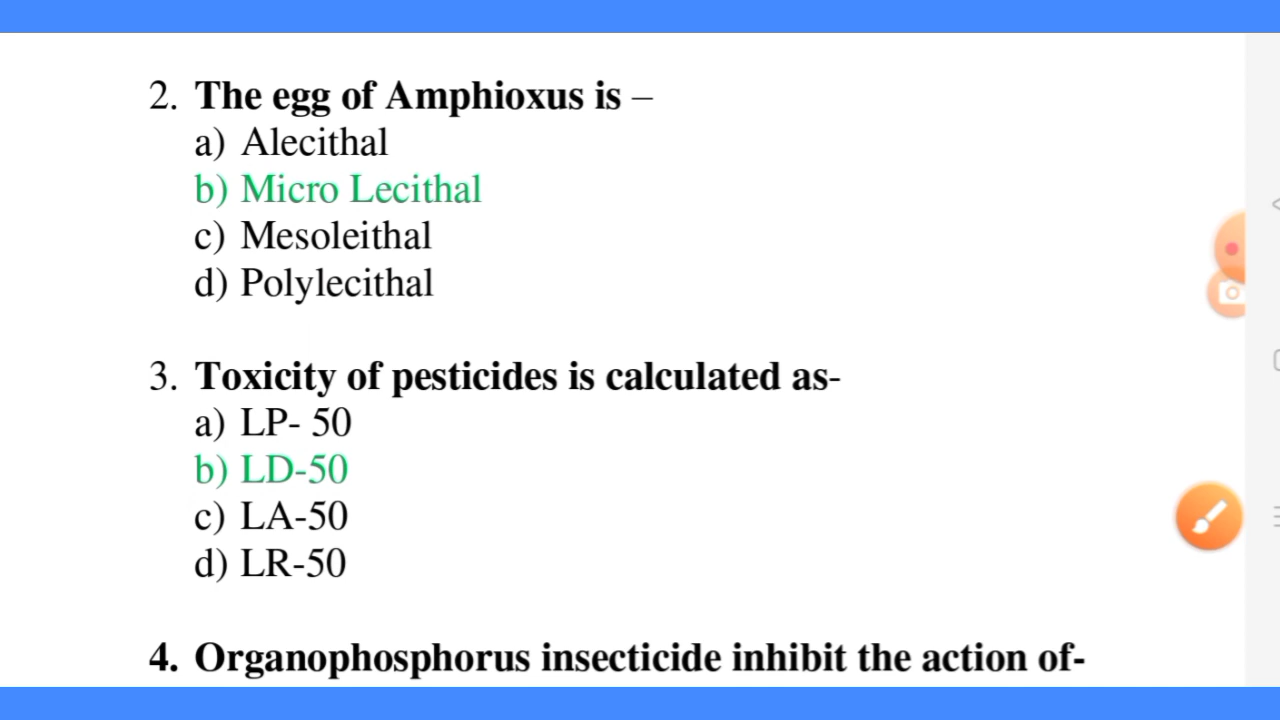 2. The egg of Amphioxus is –
a) Alecithal
b) Micro Lecithal
c) Mesoleithal
d) Polylecithal
3. Toxicity of pesticides is calculated as-
a) LP- 50
b) LD-50
c) LA-50
d) LR-50
4. Organophosphorus insecticide inhibit the action of-